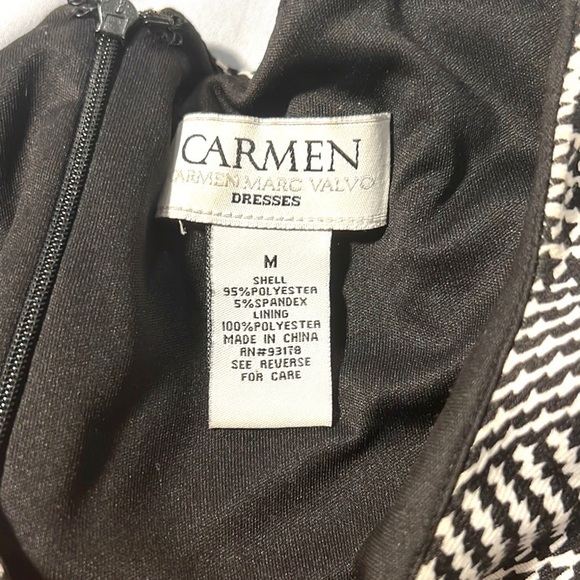 CARMEN
CARMEN MARC VALVO
DRESSES
M
SHELL
95%POLYESTER
5%SPANDEX
LINING
100%POLYESTER
MADE IN CHINA
RN#93178
SEE REVERSE
FOR CARE